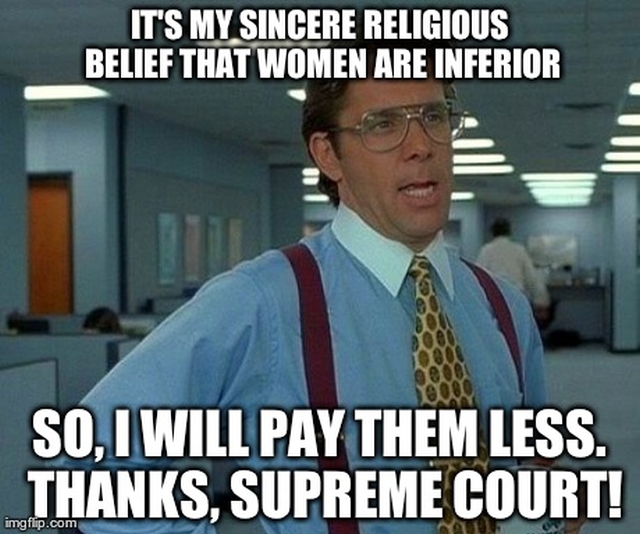 IT'S MY SINCERE RELIGIOUS
BELIEF THAT WOMEN ARE INFERIOR
SO, I WILL PAY THEM LESS.
THANKS, SUPREME COURT!
imgflip.com